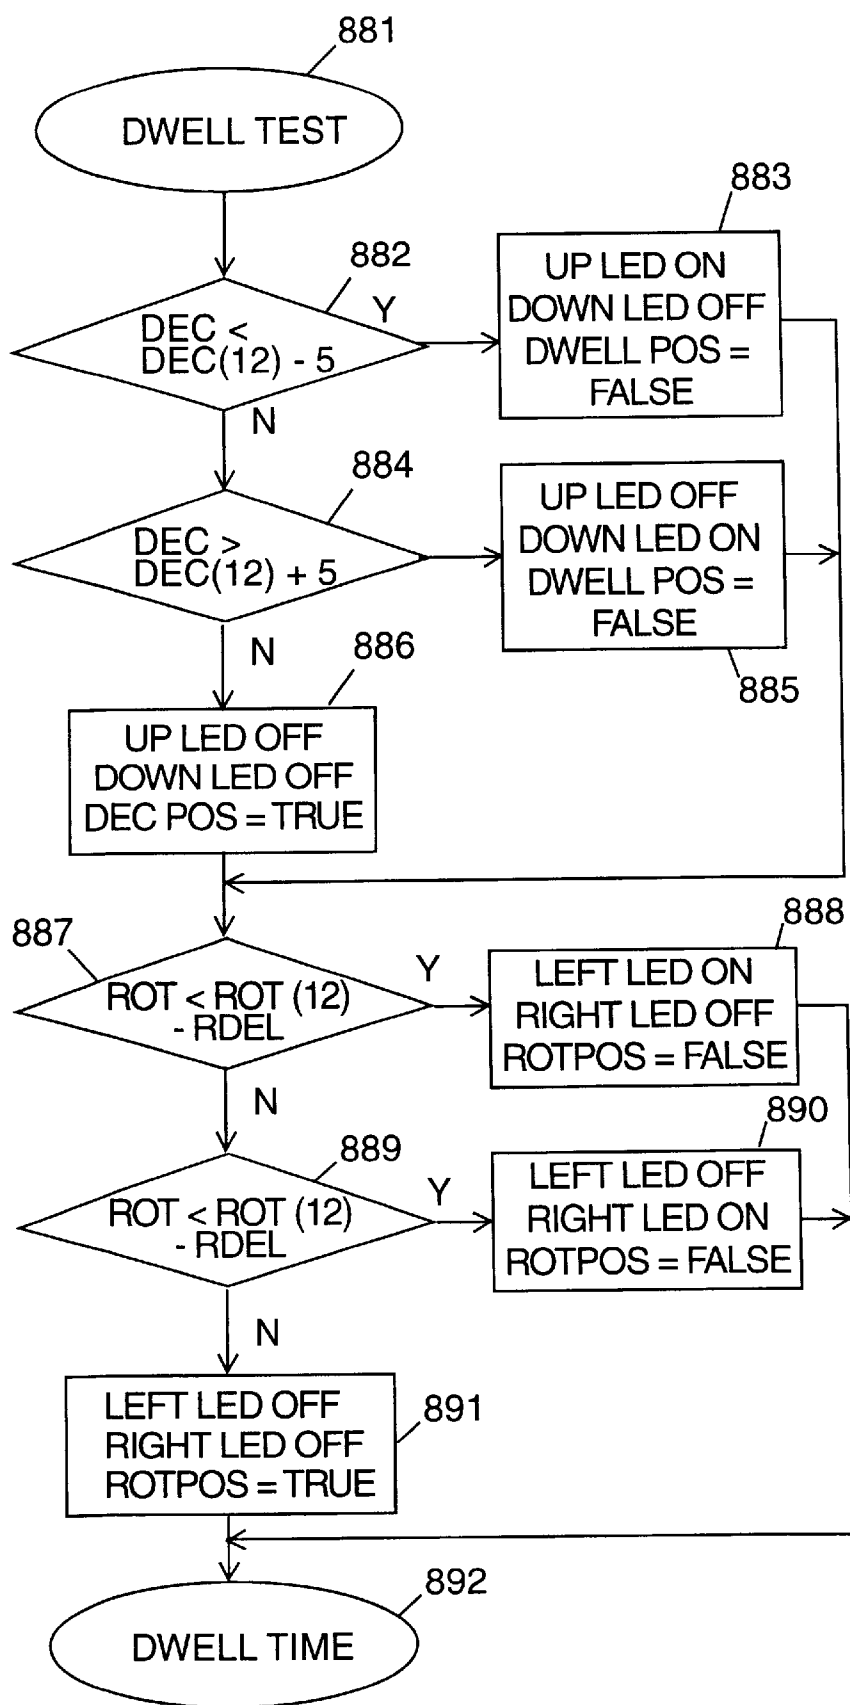 881
DWELL TEST
882
DEC <
DEC(12) - 5
Y
N
883
UP LED ON
DOWN LED OFF
DWELL POS =
FALSE
884
DEC >
DEC(12) + 5
N
UP LED OFF
DOWN LED ON
DWELL POS =
FALSE
885
886
UP LED OFF
DOWN LED OFF
DEC POS = TRUE
887
ROT < ROT (12)
- RDEL
Y
N
888
LEFT LED ON
RIGHT LED OFF
ROTPOS = FALSE
889
ROT < ROT (12)
- RDEL
Y
N
890
LEFT LED OFF
RIGHT LED ON
ROTPOS = FALSE
891
LEFT LED OFF
RIGHT LED OFF
ROTPOS = TRUE
892
DWELL TIME